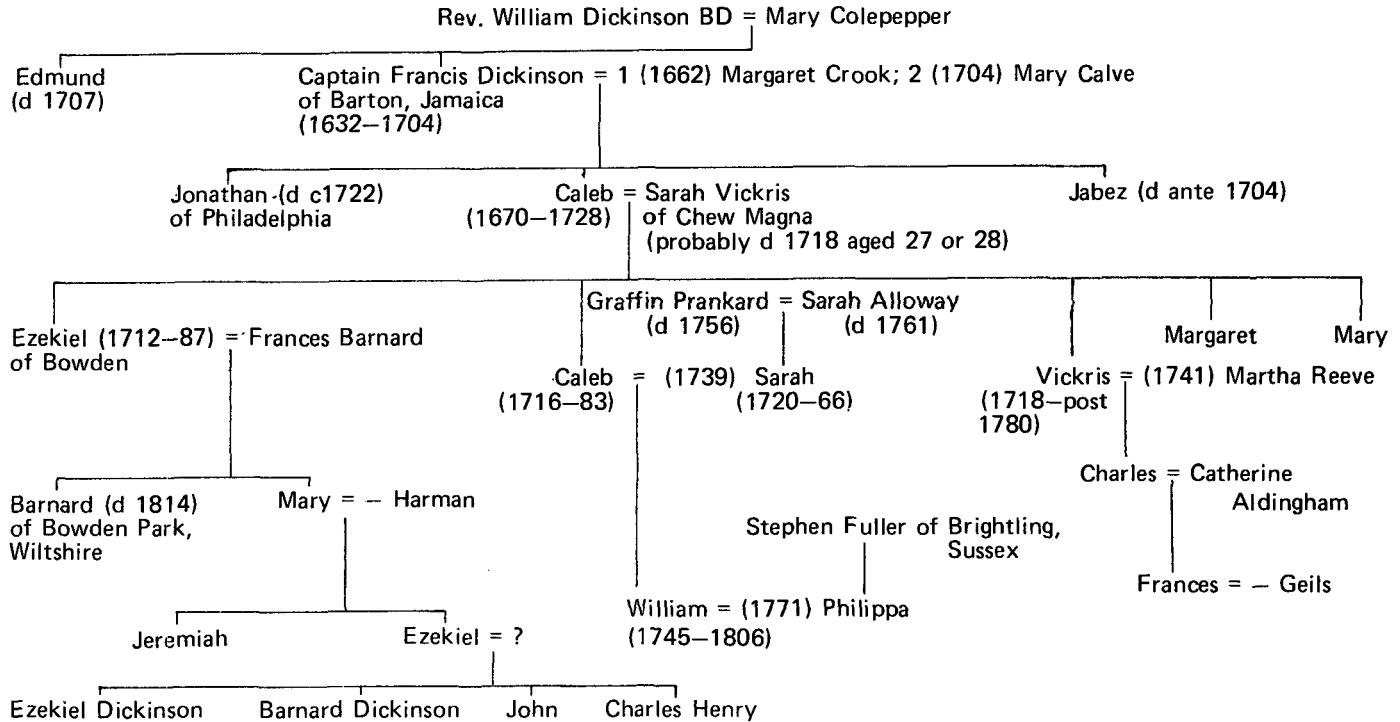 Rev. William Dickinson BD = Mary Colepepper
Edmund
(d 1707)
Captain Francis Dickinson = 1 (1662) Margaret Crook; 2 (1704) Mary Calve
of Barton, Jamaica
(1632–1704)
Jonathan (d c1722)
of Philadelphia
Caleb = Sarah Vickris
(1670–1728) of Chew Magna
(probably d 1718 aged 27 or 28)
Jabez (d ante 1704)
Graffin Prankard = Sarah Alloway
(d 1756) (d 1761)
Ezekiel (1712–87) = Frances Barnard
of Bowden
Margaret
Mary
Caleb = (1739) Sarah
(1716–83) (1720–66)
Vickris = (1741) Martha Reeve
(1718–post
1780)
Barnard (d 1814)
of Bowden Park,
Wiltshire
Mary = – Harman
Charles = Catherine
Aldingham
Stephen Fuller of Brightling,
Sussex
Frances = – Geils
Jeremiah
Ezekiel = ?
William = (1771) Philippa
(1745–1806)
Ezekiel Dickinson
Barnard Dickinson
John
Charles Henry